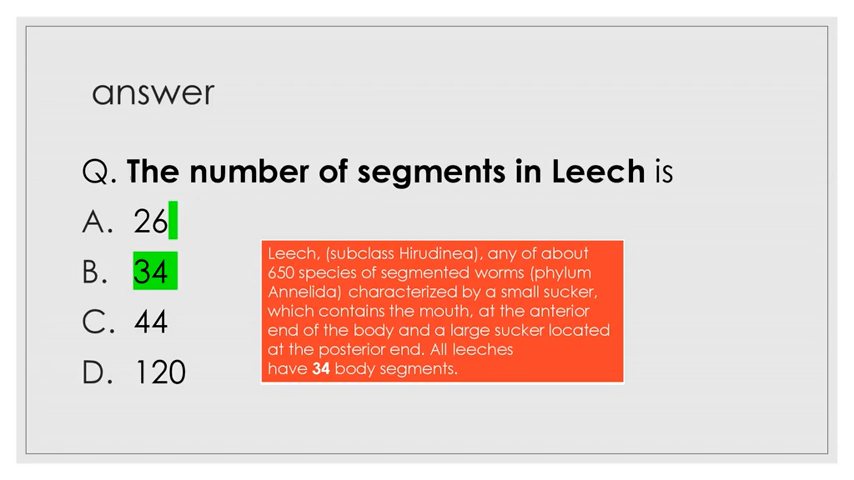 answer
Q. The number of segments in Leech is
A. 26
B. 34
C. 44
D. 120
Leech, (subclass Hirudinea), any of about
650 species of segmented worms (phylum
Annelida) characterized by a small sucker,
which contains the mouth, at the anterior
end of the body and a large sucker located
at the posterior end. All leeches
have 34 body segments.